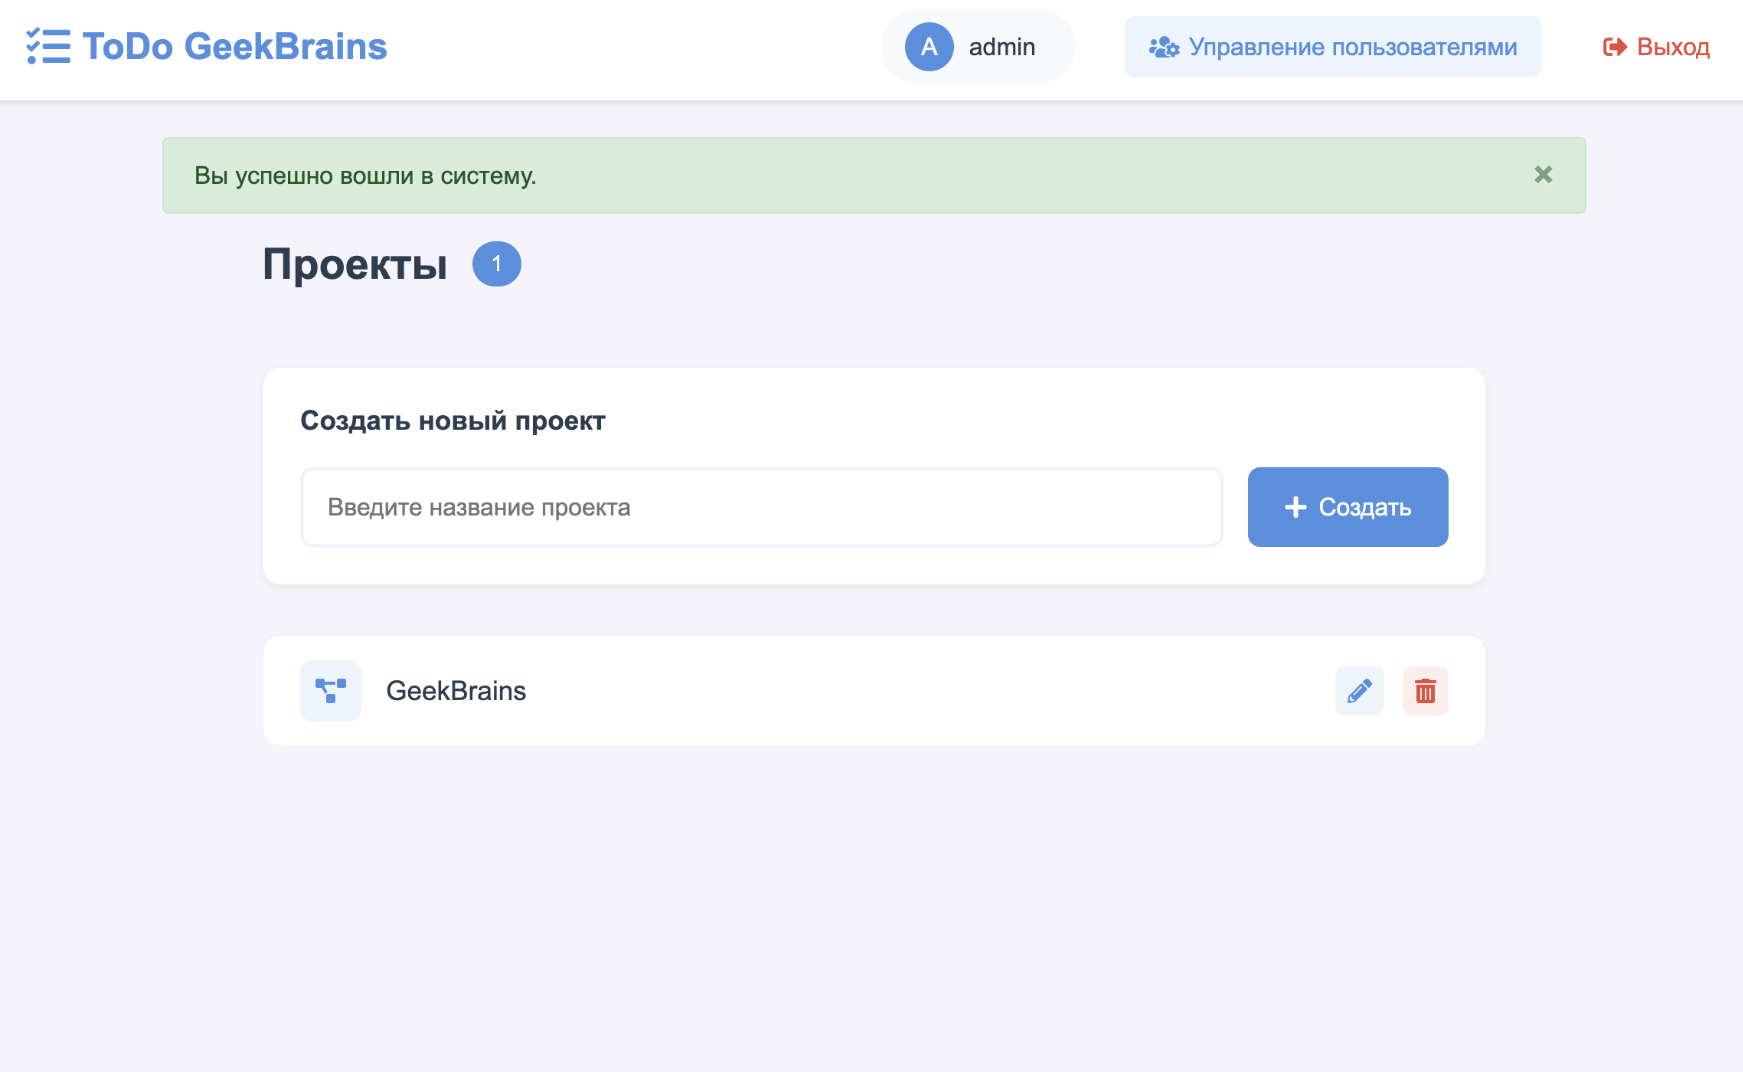 ToDo GeekBrains
A admin
Управление пользователями
Выход
Вы успешно вошли в систему.
Проекты 1
Создать новый проект
Введите название проекта
Создать
GeekBrains